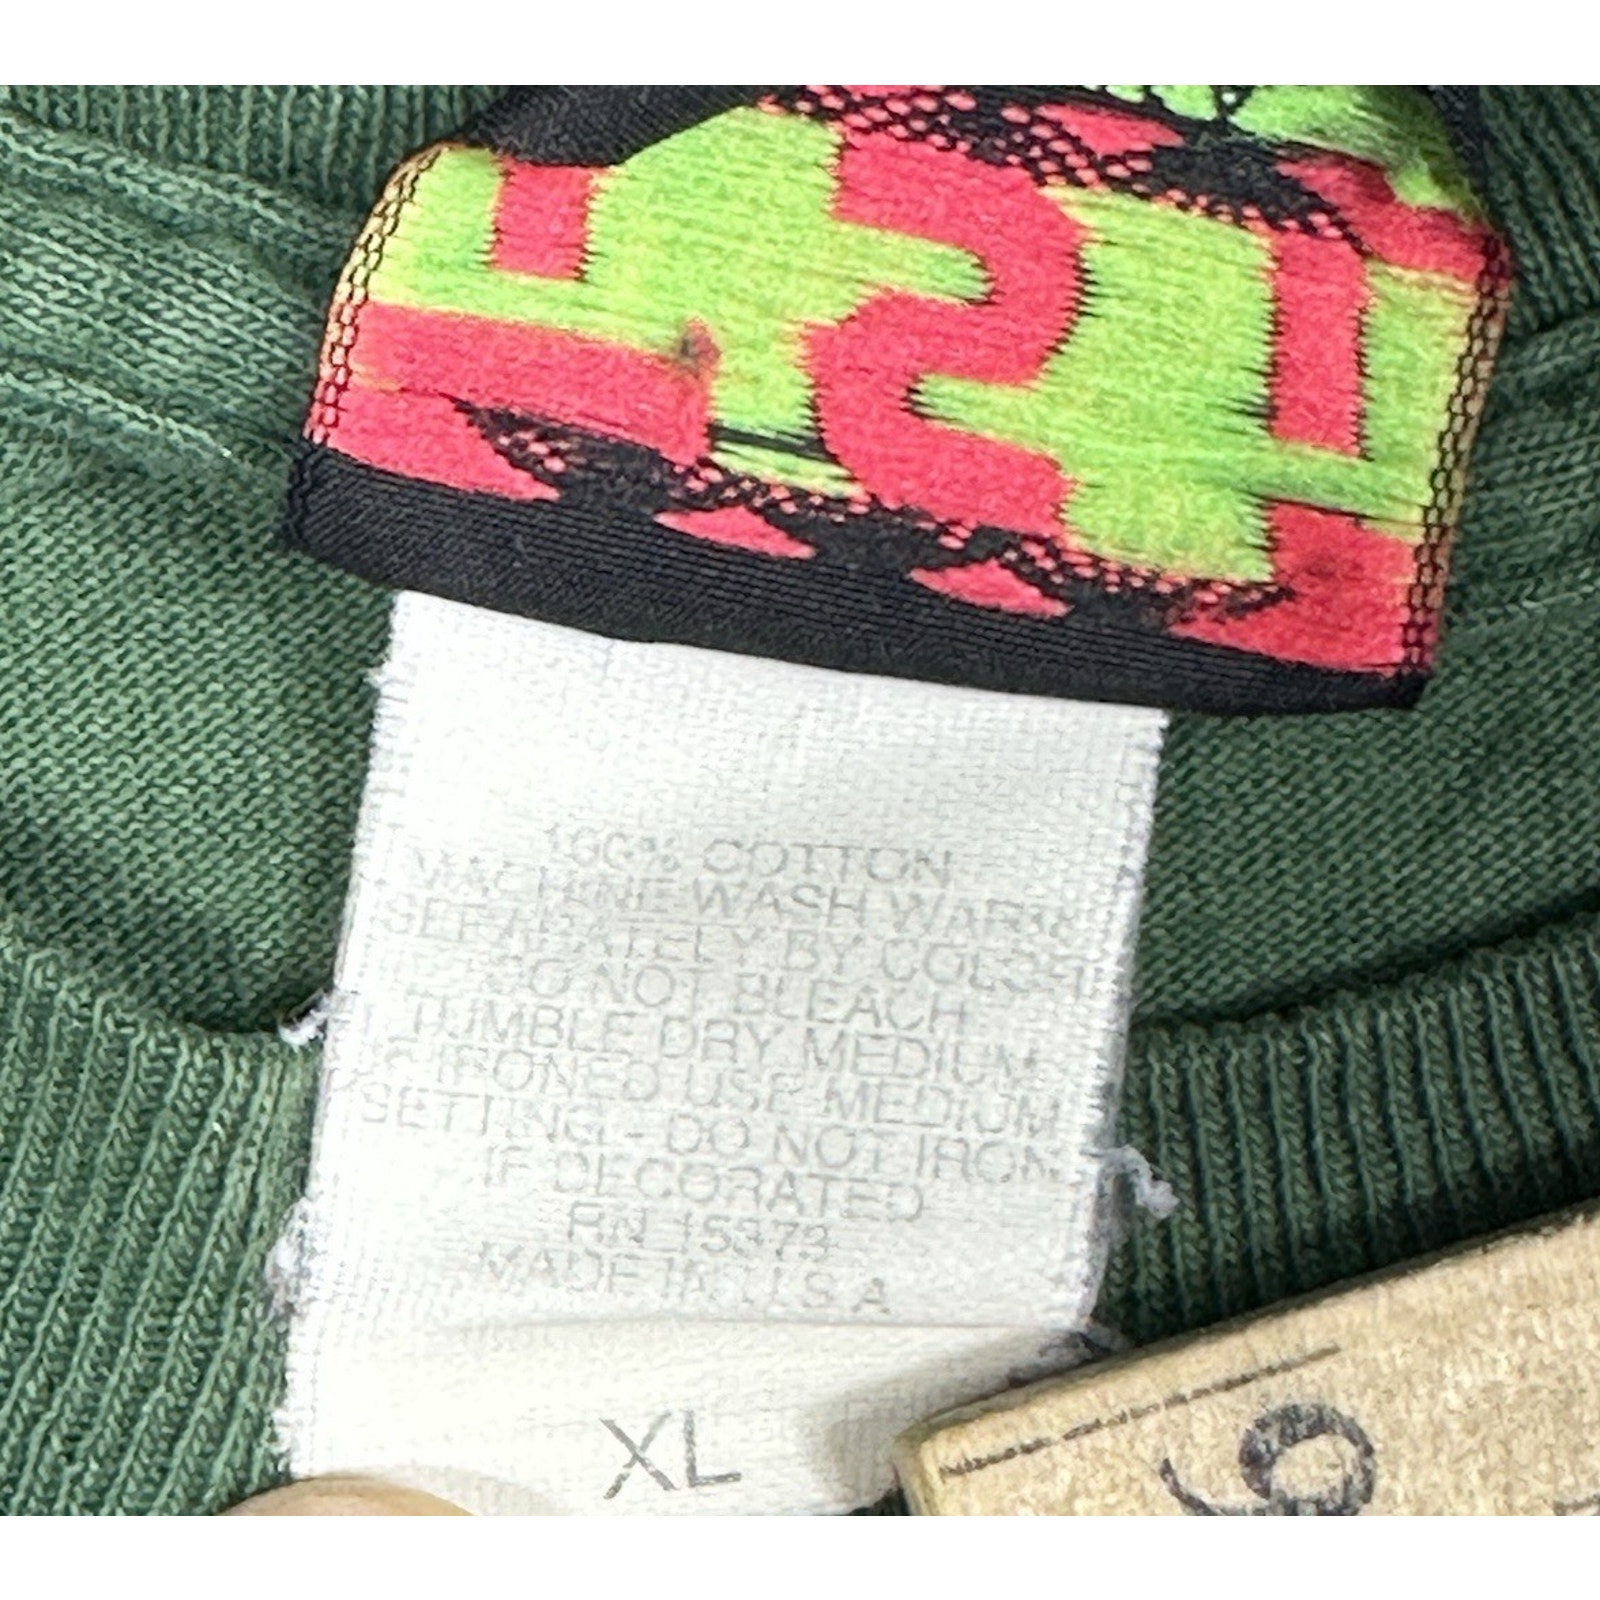 100% COTTON
MACHINE WASH WARM
SEPARATELY BY COLOR
DO NOT BLEACH
TUMBLE DRY MEDIUM
IF IRONED USE MEDIUM
SETTING - DO NOT IRON
IF DECORATED
RN 15373
MADE IN U.S.A
XL
9